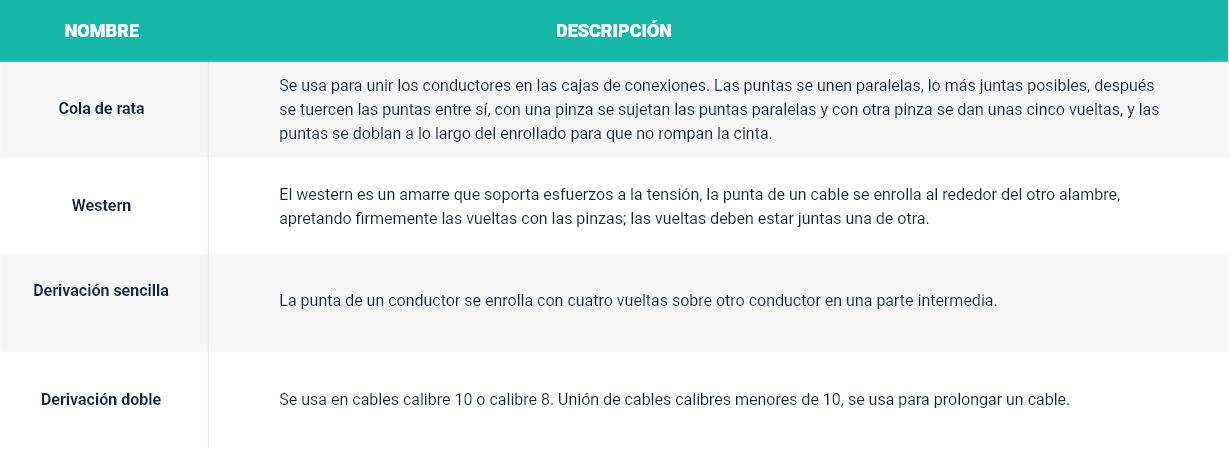 NOMBRE
DESCRIPCIÓN
Cola de rata
Se usa para unir los conductores en las cajas de conexiones. Las puntas se unen paralelas, lo más juntas posibles, después
se tuercen las puntas entre sí, con una pinza se sujetan las puntas paralelas y con otra pinza se dan unas cinco vueltas, y las
puntas se doblan a lo largo del enrollado para que no rompan la cinta.
Western
El western es un amarre que soporta esfuerzos a la tensión, la punta de un cable se enrolla al rededor del otro alambre,
apretando firmemente las vueltas con las pinzas; las vueltas deben estar juntas una de otra.
Derivación sencilla
La punta de un conductor se enrolla con cuatro vueltas sobre otro conductor en una parte intermedia.
Derivación doble
Se usa en cables calibre 10 o calibre 8. Unión de cables calibres menores de 10, se usa para prolongar un cable.